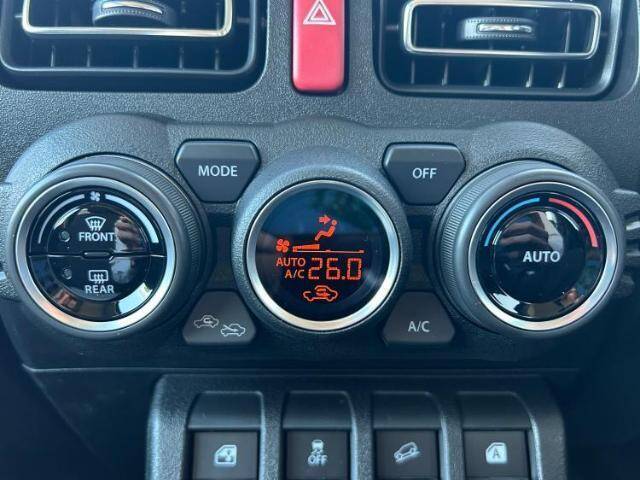 MODE
OFF
FRONT
REAR
AUTO
A/C 26.0
AUTO
A/C
OFF
A